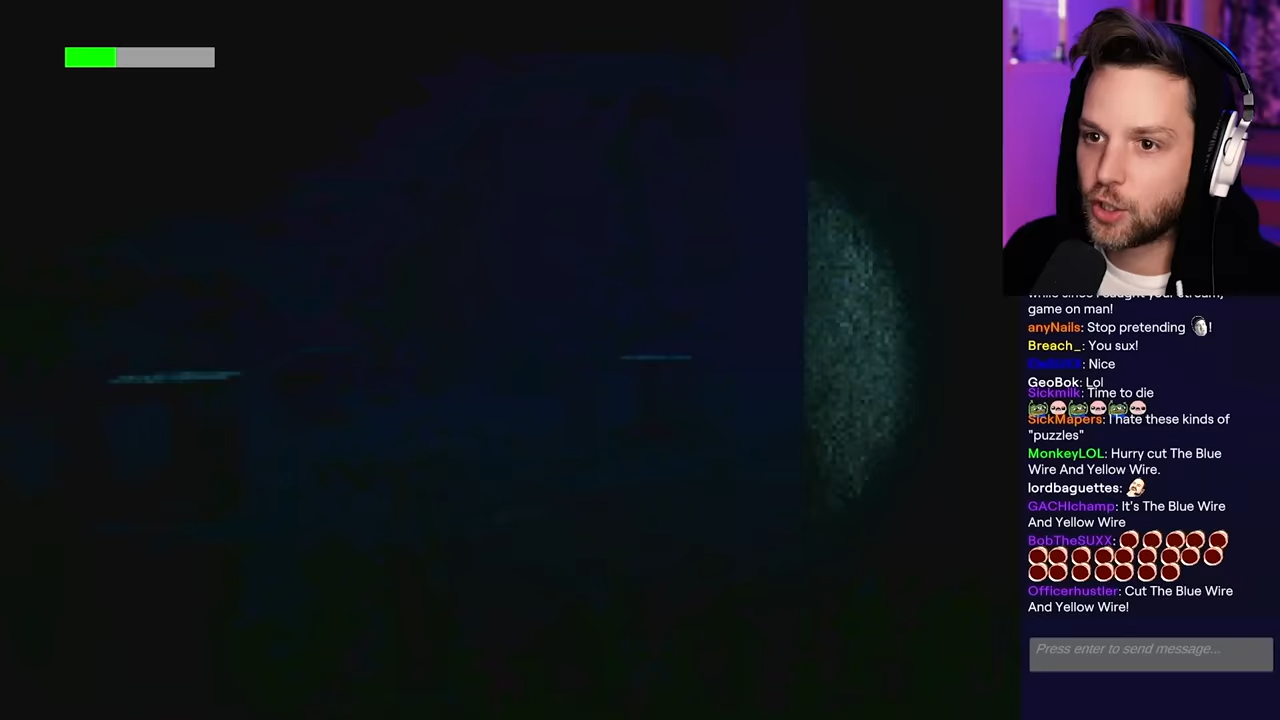 game on man!
anyNails: Stop pretending !
Breach_: You sux!
: Nice
GeoBok: Lol
Sickmilk: Time to die
SickMapers: I hate these kinds of
"puzzles"
MonkeyLOL: Hurry cut The Blue
Wire And Yellow Wire.
lordbaguettes:
GACHIchamp: It's The Blue Wire
And Yellow Wire
BobTheSUXX:
Officerhustler: Cut The Blue Wire
And Yellow Wire!
Press enter to send message...